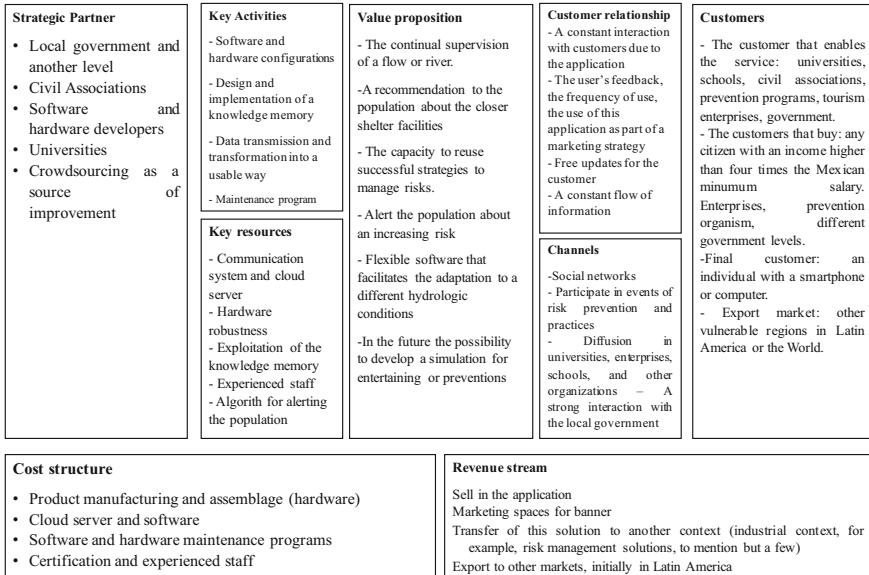 Strategic Partner
• Local government and
another level
• Civil Associations
• Software and
hardware developers
• Universities
• Crowdsourcing as a
source of
improvement
Key Activities
- Software and
hardware configurations
- Design and
implementation of a
knowledge memory
- Data transmission and
transformation into a
usable way
- Maintenance program
Key resources
- Communication
system and cloud
server
- Hardware
robustness
- Exploitation of the
knowledge memory
- Experienced staff
- Algorith for alerting
the population
Value proposition
- The continual supervision
of a flow or river.
-A recommendation to the
population about the closer
shelter facilities
- The capacity to reuse
successful strategies to
manage risks.
- Alert the population about
an increasing risk
- Flexible software that
facilitates the adaptation to a
different hydrologic
conditions
-In the future the possibility
to develop a simulation for
entertaining or preventions
Customer relationship
- A constant interaction
with customers due to
the application
- The user's feedback,
the frequency of use,
the use of this
application as part of a
marketing strategy
- Free updates for the
customer
- A constant flow of
information
Channels
-Social networks
- Participate in events of
risk prevention and
practices
- Diffusion in
universities, enterprises,
schools, and other
organizations – A
strong interaction with
the local government
Customers
- The customer that enables
the service: universities,
schools, civil associations,
prevention programs, tourism
enterprises, government.
- The customers that buy: any
citizen with an income higher
than four times the Mexican
minumum salary.
Enterprises, prevention
organism, different
government levels.
-Final customer: an
individual with a smartphone
or computer.
- Export market: other
vulnerable regions in Latin
America or the World.
Cost structure
• Product manufacturing and assemblage (hardware)
• Cloud server and software
• Software and hardware maintenance programs
• Certification and experienced staff
Revenue stream
Sell in the application
Marketing spaces for banner
Transfer of this solution to another context (industrial context, for
example, risk management solutions, to mention but a few)
Export to other markets, initially in Latin America